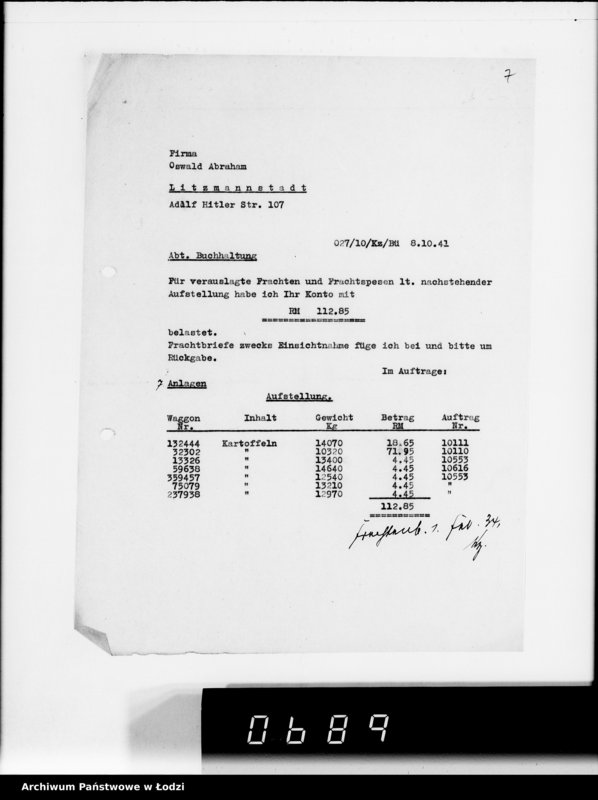 7
Firma
Oswald Abraham
Litzmannstadt
Adolf Hitler Str. 107
027/10/Kz/Bü 8.10.41
Abt. Buchhaltung
Für verauslagte Frachten und Frachtspesen lt. nachstehender
Aufstellung habe ich Ihr Konto mit
RM 112.85
belastet.
Frachtbriefe zwecks Einsichtnahme füge ich bei und bitte um
Rückgabe.
Im Auftrage:
7 Anlagen
Aufstellung.
Waggon Inhalt Gewicht Betrag Auftrag
Nr. Kg RM Nr.
132444 Kartoffeln 14070 18.65 10111
32302 " 10320 71.95 10110
13326 " 13400 4.45 10553
59638 " 14640 4.45 10616
359457 " 12540 4.45 10553
75079 " 13210 4.45 "
237938 " 12970 4.45 "
112.85
0689
Archiwum Państwowe w Łodzi